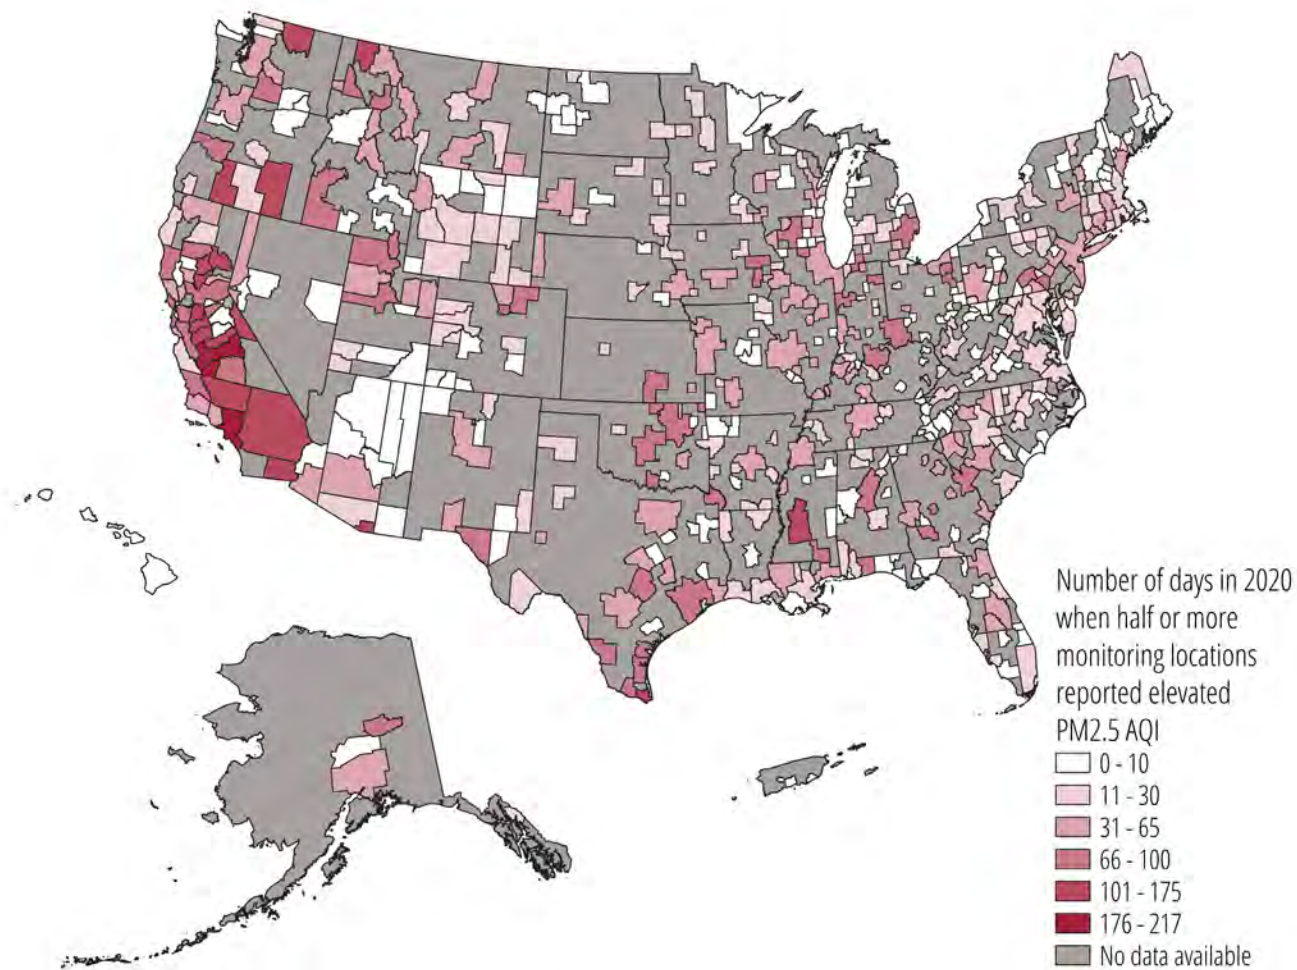 Number of days in 2020
when half or more
monitoring locations
reported elevated
PM2.5 AQI
0 - 10
11 - 30
31 - 65
66 - 100
101 - 175
176 - 217
No data available